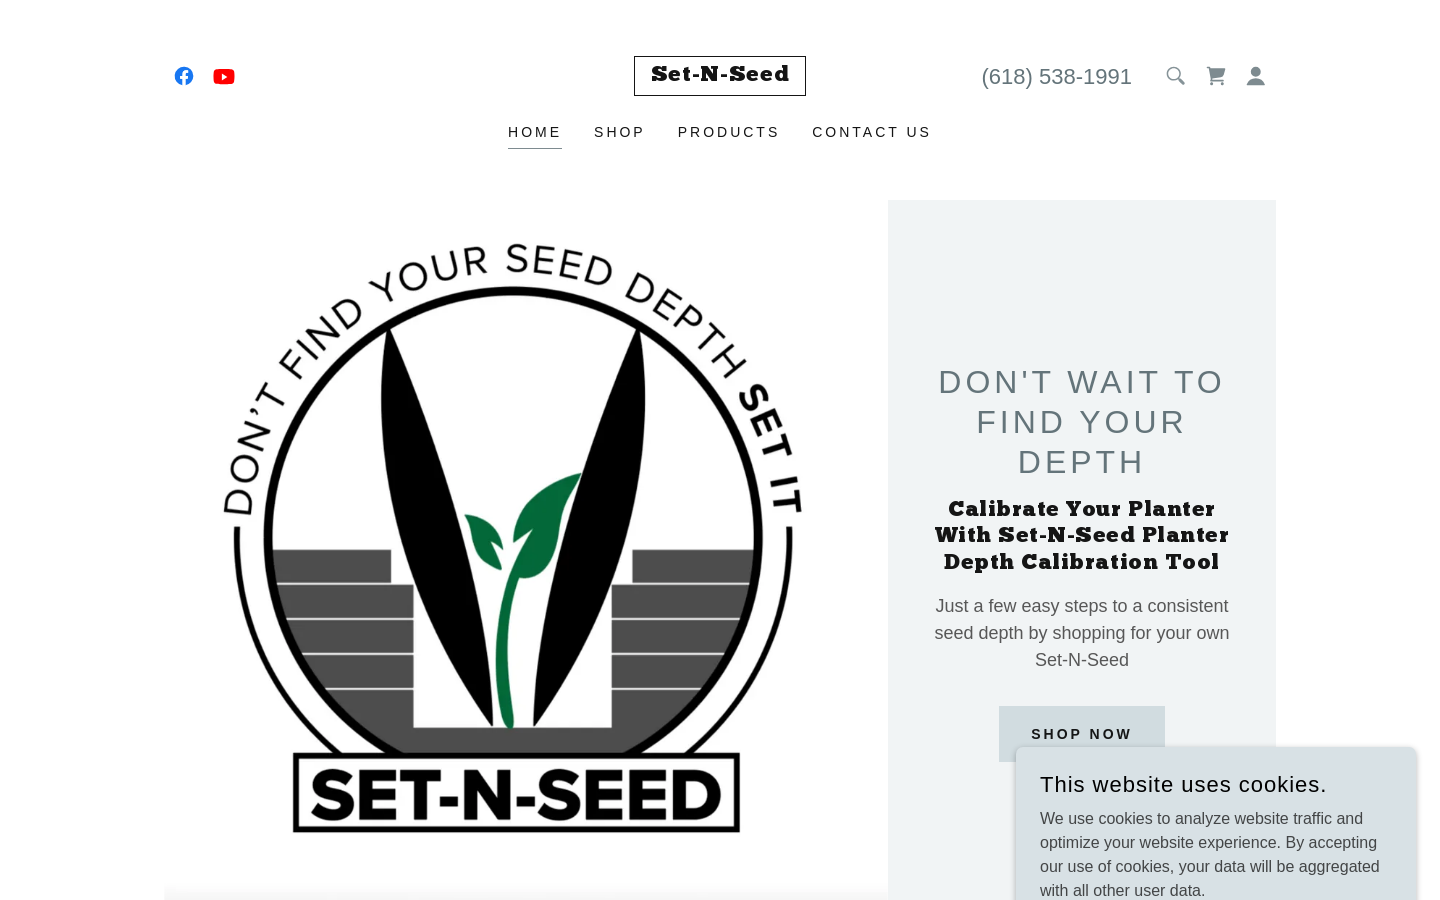 Set-N-Seed
(618) 538-1991
HOME
SHOP
PRODUCTS
CONTACT US
DON'T FIND YOUR SEED DEPTH SET IT
SET-N-SEED
DON'T WAIT TO
FIND YOUR
DEPTH
Calibrate Your Planter
With Set-N-Seed Planter
Depth Calibration Tool
Just a few easy steps to a consistent
seed depth by shopping for your own
Set-N-Seed
SHOP NOW
This website uses cookies.
We use cookies to analyze website traffic and
optimize your website experience. By accepting
our use of cookies, your data will be aggregated
with all other user data.